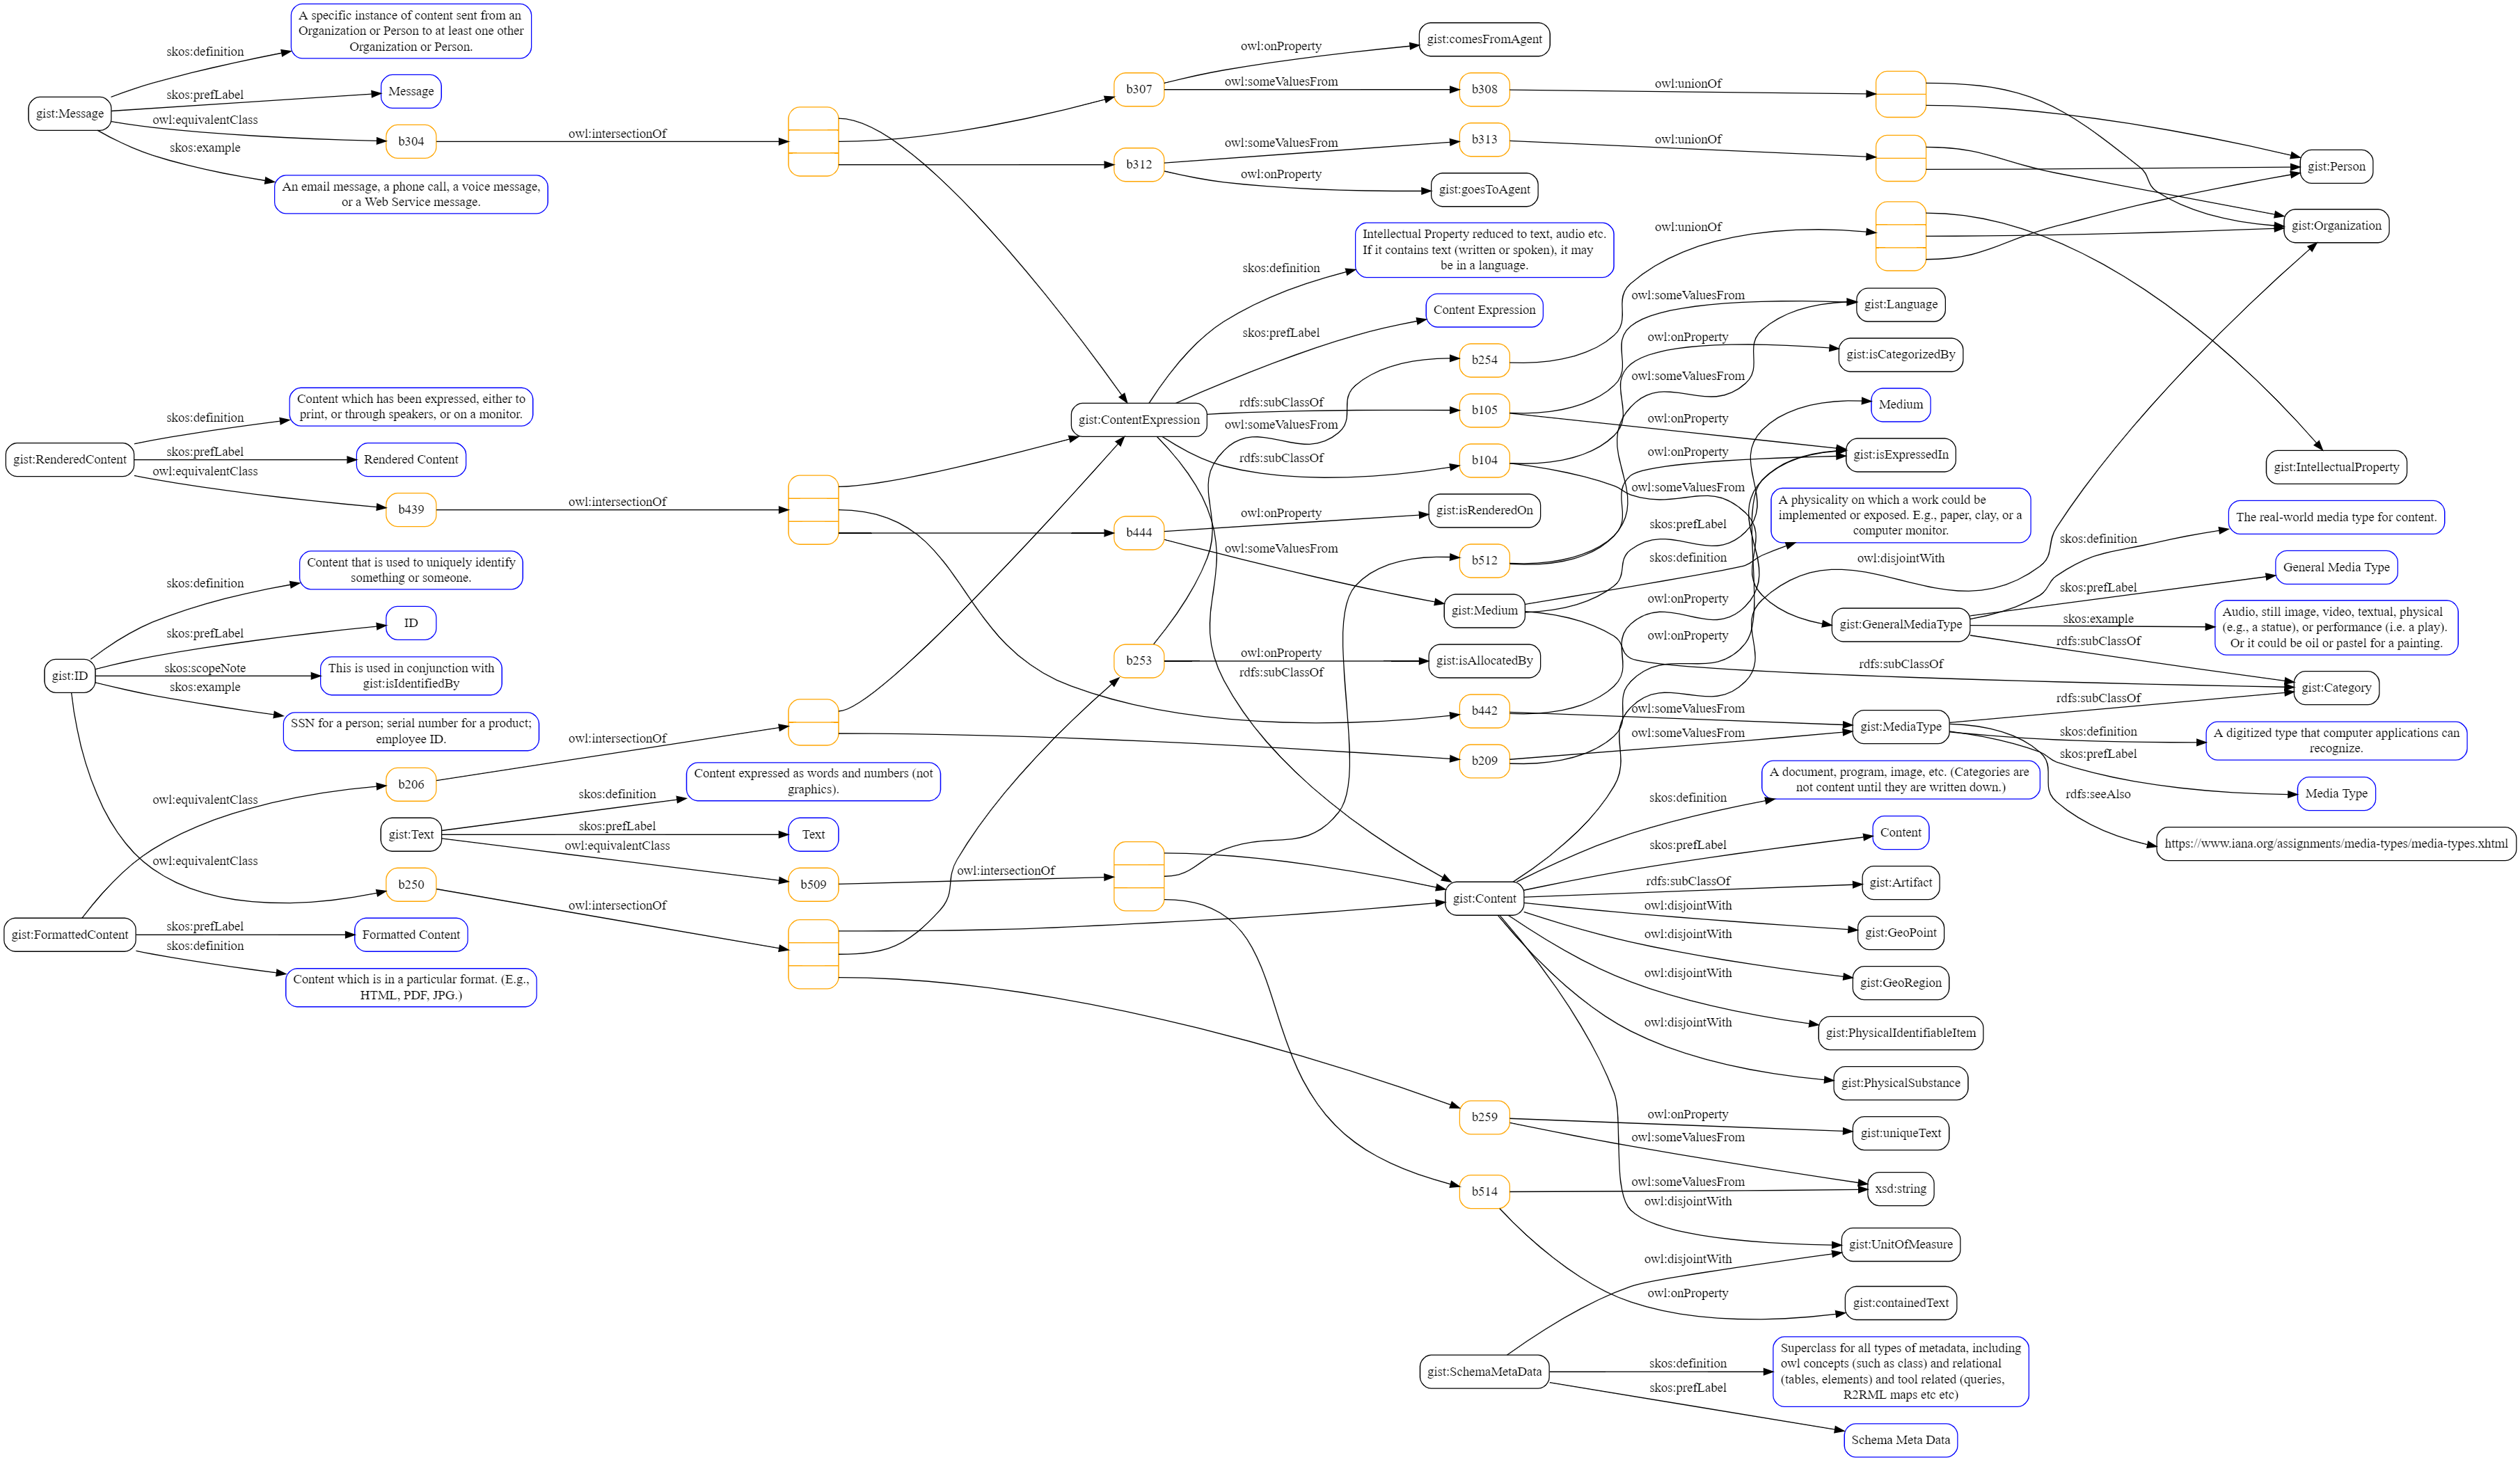 A specific instance of content sent from an
Organization or Person to at least one other
Organization or Person.
skos:definition
skos:prefLabel
Message
gist:Message
owl:equivalentClass
b304
skos:example
An email message, a phone call, a voice message,
or a Web Service message.
owl:intersectionOf
gist:comesFromAgent
owl:onProperty
owl:someValuesFrom
b307
b308
owl:unionOf
b312
owl:someValuesFrom
b313
owl:unionOf
owl:onProperty
gist:goesToAgent
gist:Person
gist:Organization
Intellectual Property reduced to text, audio etc.
If it contains text (written or spoken), it may
be in a language.
skos:definition
owl:unionOf
skos:prefLabel
Content Expression
owl:someValuesFrom
gist:Language
owl:onProperty
gist:isCategorizedBy
b254
owl:someValuesFrom
Medium
gist:ContentExpression
rdfs:subClassOf
b105
owl:someValuesFrom
owl:onProperty
gist:isExpressedIn
rdfs:subClassOf
b104
owl:onProperty
gist:IntellectualProperty
owl:someValuesFrom
Content which has been expressed, either to
print, or through speakers, or on a monitor.
skos:definition
gist:RenderedContent
skos:prefLabel
Rendered Content
owl:equivalentClass
b439
owl:intersectionOf
b444
owl:onProperty
gist:isRenderedOn
owl:someValuesFrom
b512
skos:prefLabel
A physicality on which a work could be
implemented or exposed. E.g., paper, clay, or a
computer monitor.
skos:definition
owl:disjointWith
The real-world media type for content.
skos:definition
skos:prefLabel
General Media Type
gist:Medium
owl:onProperty
gist:GeneralMediaType
skos:example
Audio, still image, video, textual, physical
(e.g., a statue), or performance (i.e. a play).
Or it could be oil or pastel for a painting.
rdfs:subClassOf
owl:onProperty
rdfs:subClassOf
gist:Category
Content that is used to uniquely identify
something or someone.
skos:definition
skos:prefLabel
ID
gist:ID
skos:scopeNote
This is used in conjunction with
gist:isIdentifiedBy
skos:example
SSN for a person; serial number for a product;
employee ID.
b253
owl:onProperty
gist:isAllocatedBy
rdfs:subClassOf
b442
owl:someValuesFrom
gist:MediaType
rdfs:subClassOf
skos:definition
A digitized type that computer applications can
recognize.
skos:prefLabel
Media Type
rdfs:seeAlso
https://www.iana.org/assignments/media-types/media-types.xhtml
owl:someValuesFrom
b209
owl:intersectionOf
b206
owl:equivalentClass
Content expressed as words and numbers (not
graphics).
skos:definition
gist:Text
skos:prefLabel
Text
owl:equivalentClass
b509
owl:intersectionOf
owl:equivalentClass
b250
owl:intersectionOf
gist:FormattedContent
skos:prefLabel
Formatted Content
skos:definition
Content which is in a particular format. (E.g.,
HTML, PDF, JPG.)
A document, program, image, etc. (Categories are
not content until they are written down.)
skos:definition
skos:prefLabel
Content
gist:Content
rdfs:subClassOf
gist:Artifact
owl:disjointWith
gist:GeoPoint
owl:disjointWith
gist:GeoRegion
owl:disjointWith
gist:PhysicalIdentifiableItem
owl:disjointWith
gist:PhysicalSubstance
b259
owl:onProperty
gist:uniqueText
owl:someValuesFrom
b514
owl:someValuesFrom
xsd:string
owl:disjointWith
gist:UnitOfMeasure
owl:disjointWith
owl:onProperty
gist:containedText
gist:SchemaMetaData
skos:definition
Superclass for all types of metadata, including
owl concepts (such as class) and relational
(tables, elements) and tool related (queries,
R2RML maps etc etc)
skos:prefLabel
Schema Meta Data